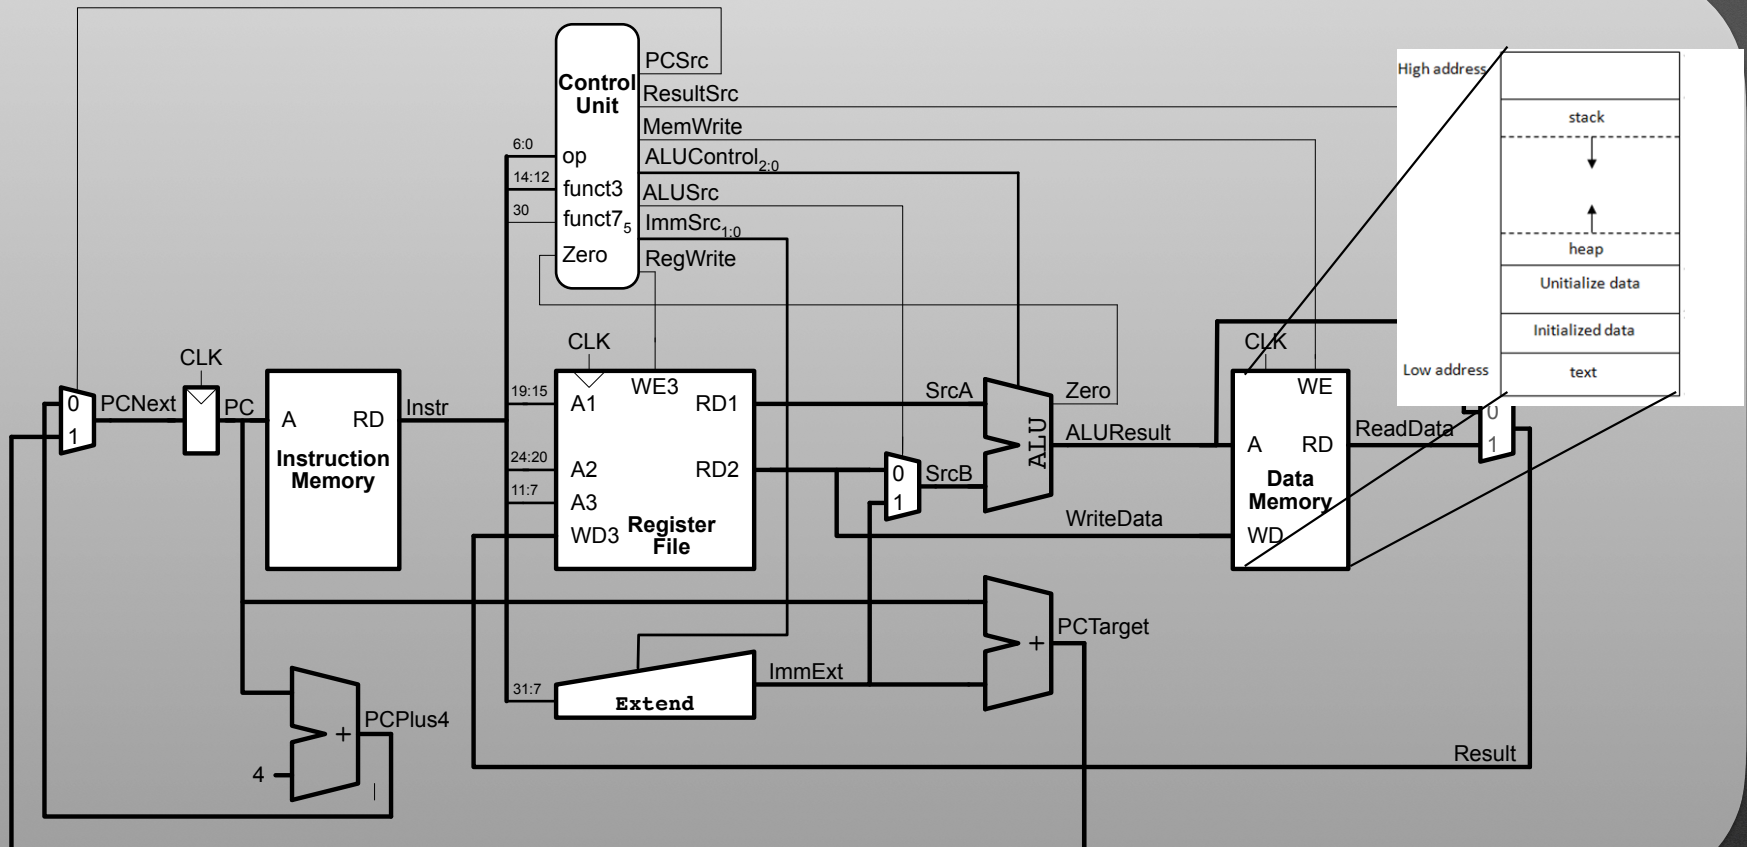 PCSrc
Control
Unit
ResultSrc
MemWrite
ALUControl2:0
ALUSrc
ImmSrc1:0
RegWrite
6:0
op
14:12
funct3
30
funct75
Zero
High address
stack
heap
Unitialize data
Initialized data
Low address
text
CLK
CLK
CLK
0
1
PCNext
PC
A
RD
Instruction
Memory
Instr
19:15
24:20
11:7
A1
WE3
RD1
A2
RD2
A3
WD3
Register
File
SrcA
0
1
SrcB
ALU
Zero
ALUResult
WriteData
WE
A
RD
Data
Memory
WD
ReadData
0
1
+
PCTarget
31:7
Extend
ImmExt
+
PCPlus4
4
Result